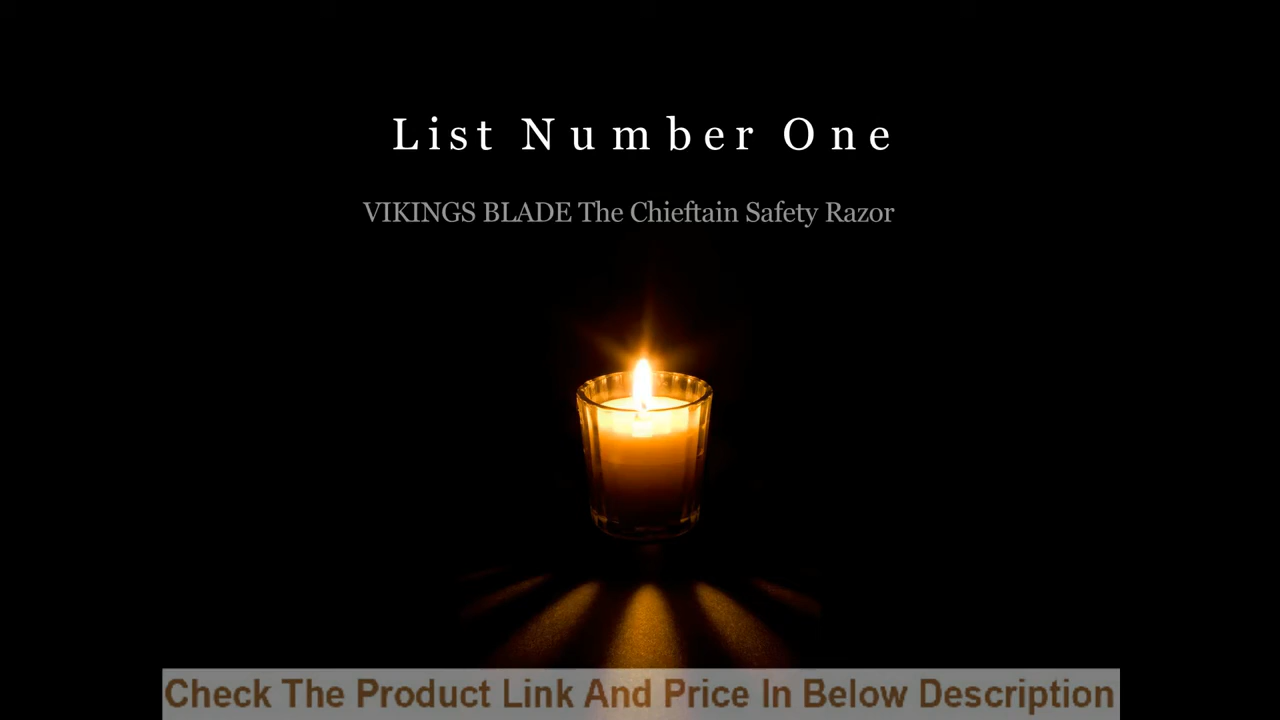 List Number One
VIKINGS BLADE The Chieftain Safety Razor
Check The Product Link And Price In Below Description